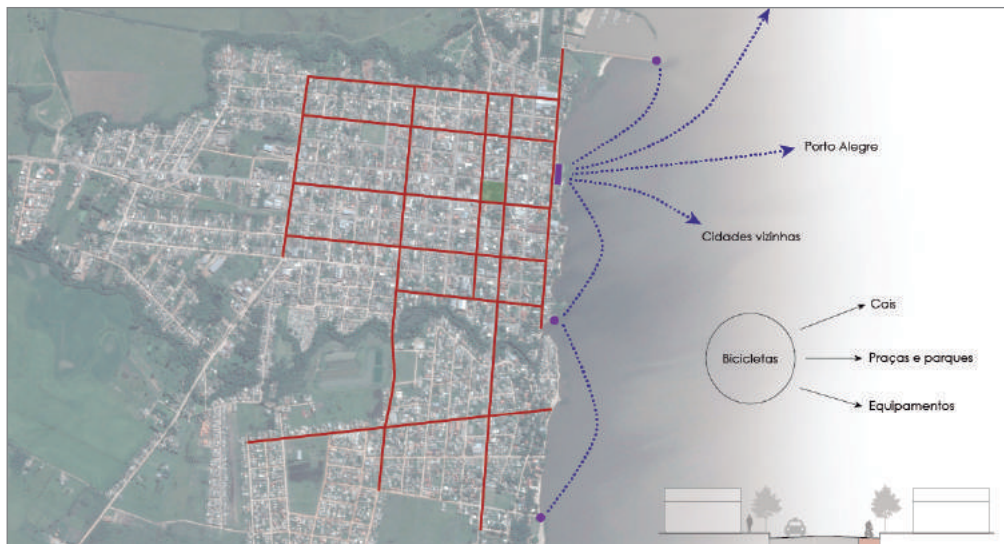 Porto Alegre
Cidades vizinhas
Cais
Bicicletas
Praças e parques
Equipamentos